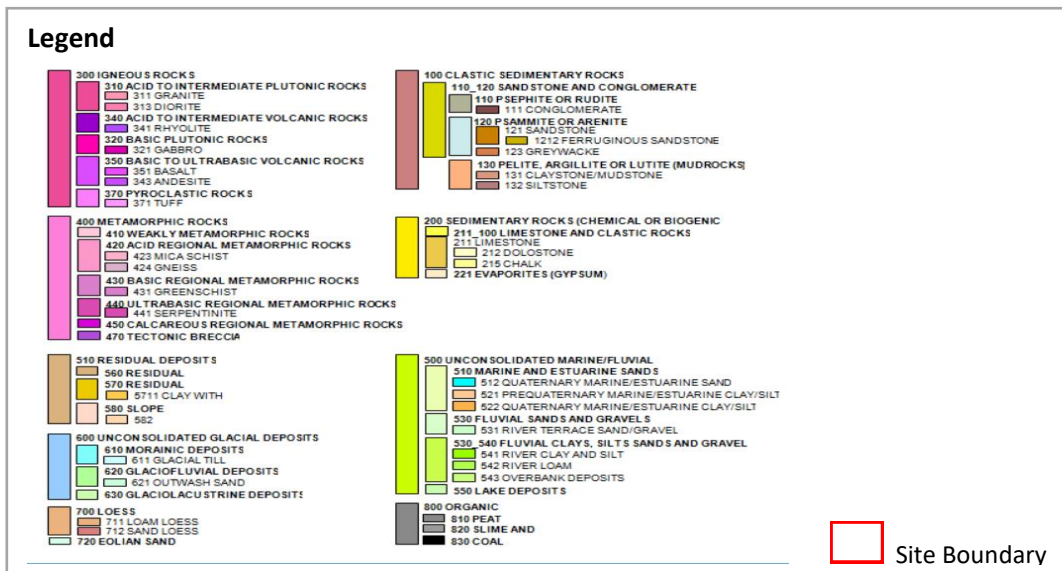 Legend
300 IGNEOUS ROCKS
310 ACID TO INTERMEDIATE PLUTONIC ROCKS
311 GRANITE
313 DIORITE
340 ACID TO INTERMEDIATE VOLCANIC ROCKS
341 RHYOLITE
320 BASIC PLUTONIC ROCKS
321 GABBRO
350 BASIC TO ULTRABASIC VOLCANIC ROCKS
351 BASALT
343 ANDESITE
370 PYROCLASTIC ROCKS
371 TUFF
400 METAMORPHIC ROCKS
410 WEAKLY METAMORPHIC ROCKS
420 ACID REGIONAL METAMORPHIC ROCKS
423 MICA SCHIST
424 GNEISS
430 BASIC REGIONAL METAMORPHIC ROCKS
431 GREENSCHIST
440 ULTRABASIC REGIONAL METAMORPHIC ROCKS
441 SERPENTINITE
450 CALCAREOUS REGIONAL METAMORPHIC ROCKS
470 TECTONIC BRECCIA
510 RESIDUAL DEPOSITS
560 RESIDUAL
570 RESIDUAL
5711 CLAY WITH
580 SLOPE
582
600 UNCONSOLIDATED GLACIAL DEPOSITS
610 MORAINIC DEPOSITS
611 GLACIAL TILL
620 GLACIOFLUVIAL DEPOSITS
621 OUTWASH SAND
630 GLACIOLACUSTRINE DEPOSITS
700 LOESS
711 LOAM LOESS
712 SAND LOESS
720 EOLIAN SAND
100 CLASTIC SEDIMENTARY ROCKS
110_120 SANDSTONE AND CONGLOMERATE
110 PSEPHITE OR RUDITE
111 CONGLOMERATE
120 PSAMMITE OR ARENITE
121 SANDSTONE
1212 FERRUGINOUS SANDSTONE
123 GREYWACKE
130 PELITE, ARGILLITE OR LUTITE (MUDROCKS)
131 CLAYSTONE/MUDSTONE
132 SILTSTONE
200 SEDIMENTARY ROCKS (CHEMICAL OR BIOGENIC
211_100 LIMESTONE AND CLASTIC ROCKS
211 LIMESTONE
212 DOLOSTONE
215 CHALK
221 EVAPORITES (GYPSUM)
500 UNCONSOLIDATED MARINE/FLUVIAL
510 MARINE AND ESTUARINE SANDS
512 QUATERNARY MARINE/ESTUARINE SAND
521 PREQUATERNARY MARINE/ESTUARINE CLAY/SILT
522 QUATERNARY MARINE/ESTUARINE CLAY/SILT
530 FLUVIAL SANDS AND GRAVELS
531 RIVER TERRACE SAND/GRAVEL
530_540 FLUVIAL CLAYS, SILTS SANDS AND GRAVEL
541 RIVER CLAY AND SILT
542 RIVER LOAM
543 OVERBANK DEPOSITS
550 LAKE DEPOSITS
800 ORGANIC
810 PEAT
820 SLIME AND
830 COAL
Site Boundary